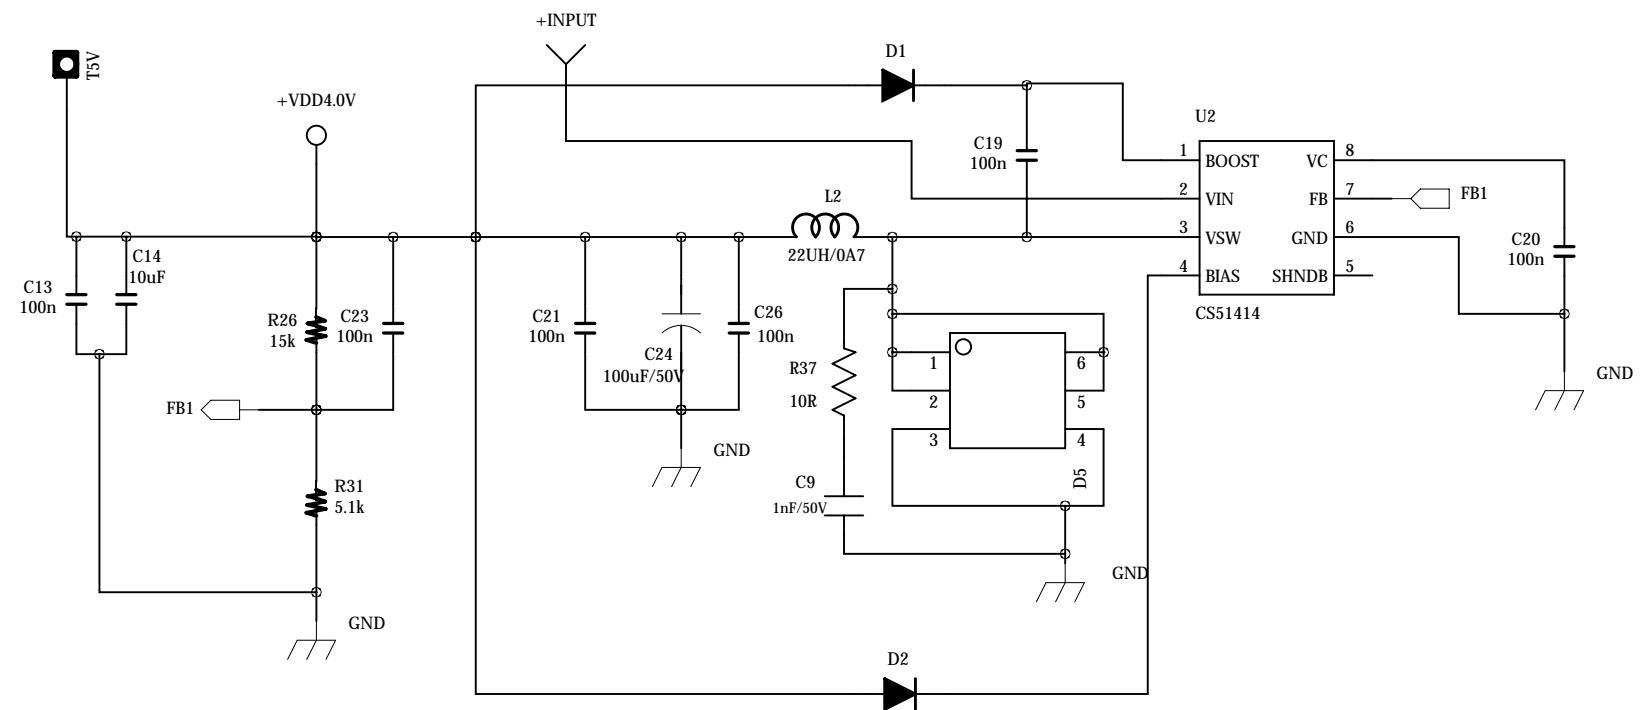 +INPUT
T5V
D1
+VDD4.0V
U2
C19
100n
1
BOOST
VC
8
2
VIN
FB
7
FB1
L2
22UH/0A7
3
VSW
GND
6
4
BIAS
SHNDB
5
CS51414
C20
100n
GND
C14
10uF
C13
100n
R26
15k
C23
100n
C21
100n
C24
100uF/50V
C26
100n
R37
10R
1
6
2
5
3
4
D5
FB1
GND
C9
1nF/50V
R31
5.1k
GND
GND
D2